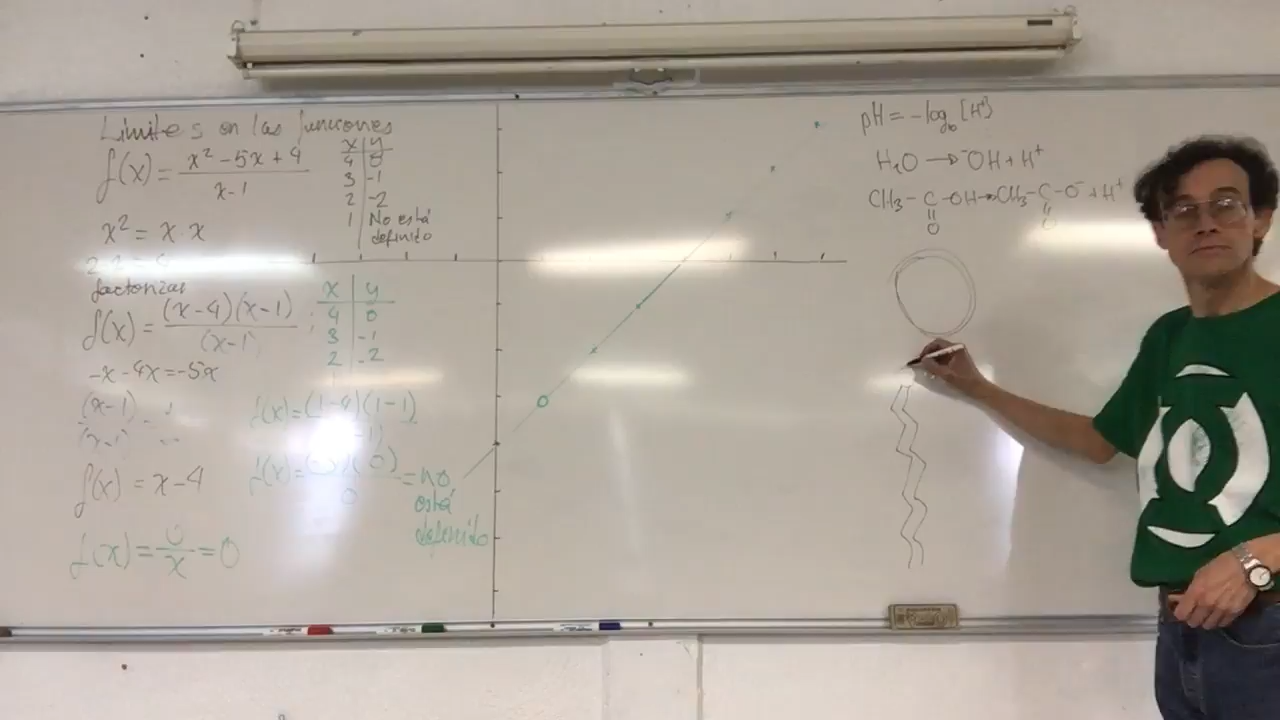 Limites en las funciones
f(x) = (x² - 5x + 4)/(x - 1)
x² = x · x
factorizar
f(x) = ((x-4)(x-1))/(x-1)
-x - 4x = -5x
(x-1)
(x-1)
f(x) = x - 4
f(x) = 0/x = 0
x | y
4 | 0
3 | -1
2 | -2
1 | No está definido
x | y
4 | 0
3 | -1
2 | -2
f(x) = (1-4)(1-1)
f(x) = (0)/0 = no
está
definido
pH = -log₁₀ [H⁺]
H₂O → ⁻OH + H⁺
CH₃ - C - OH → CH₃ - C - O⁻ + H⁺
O O